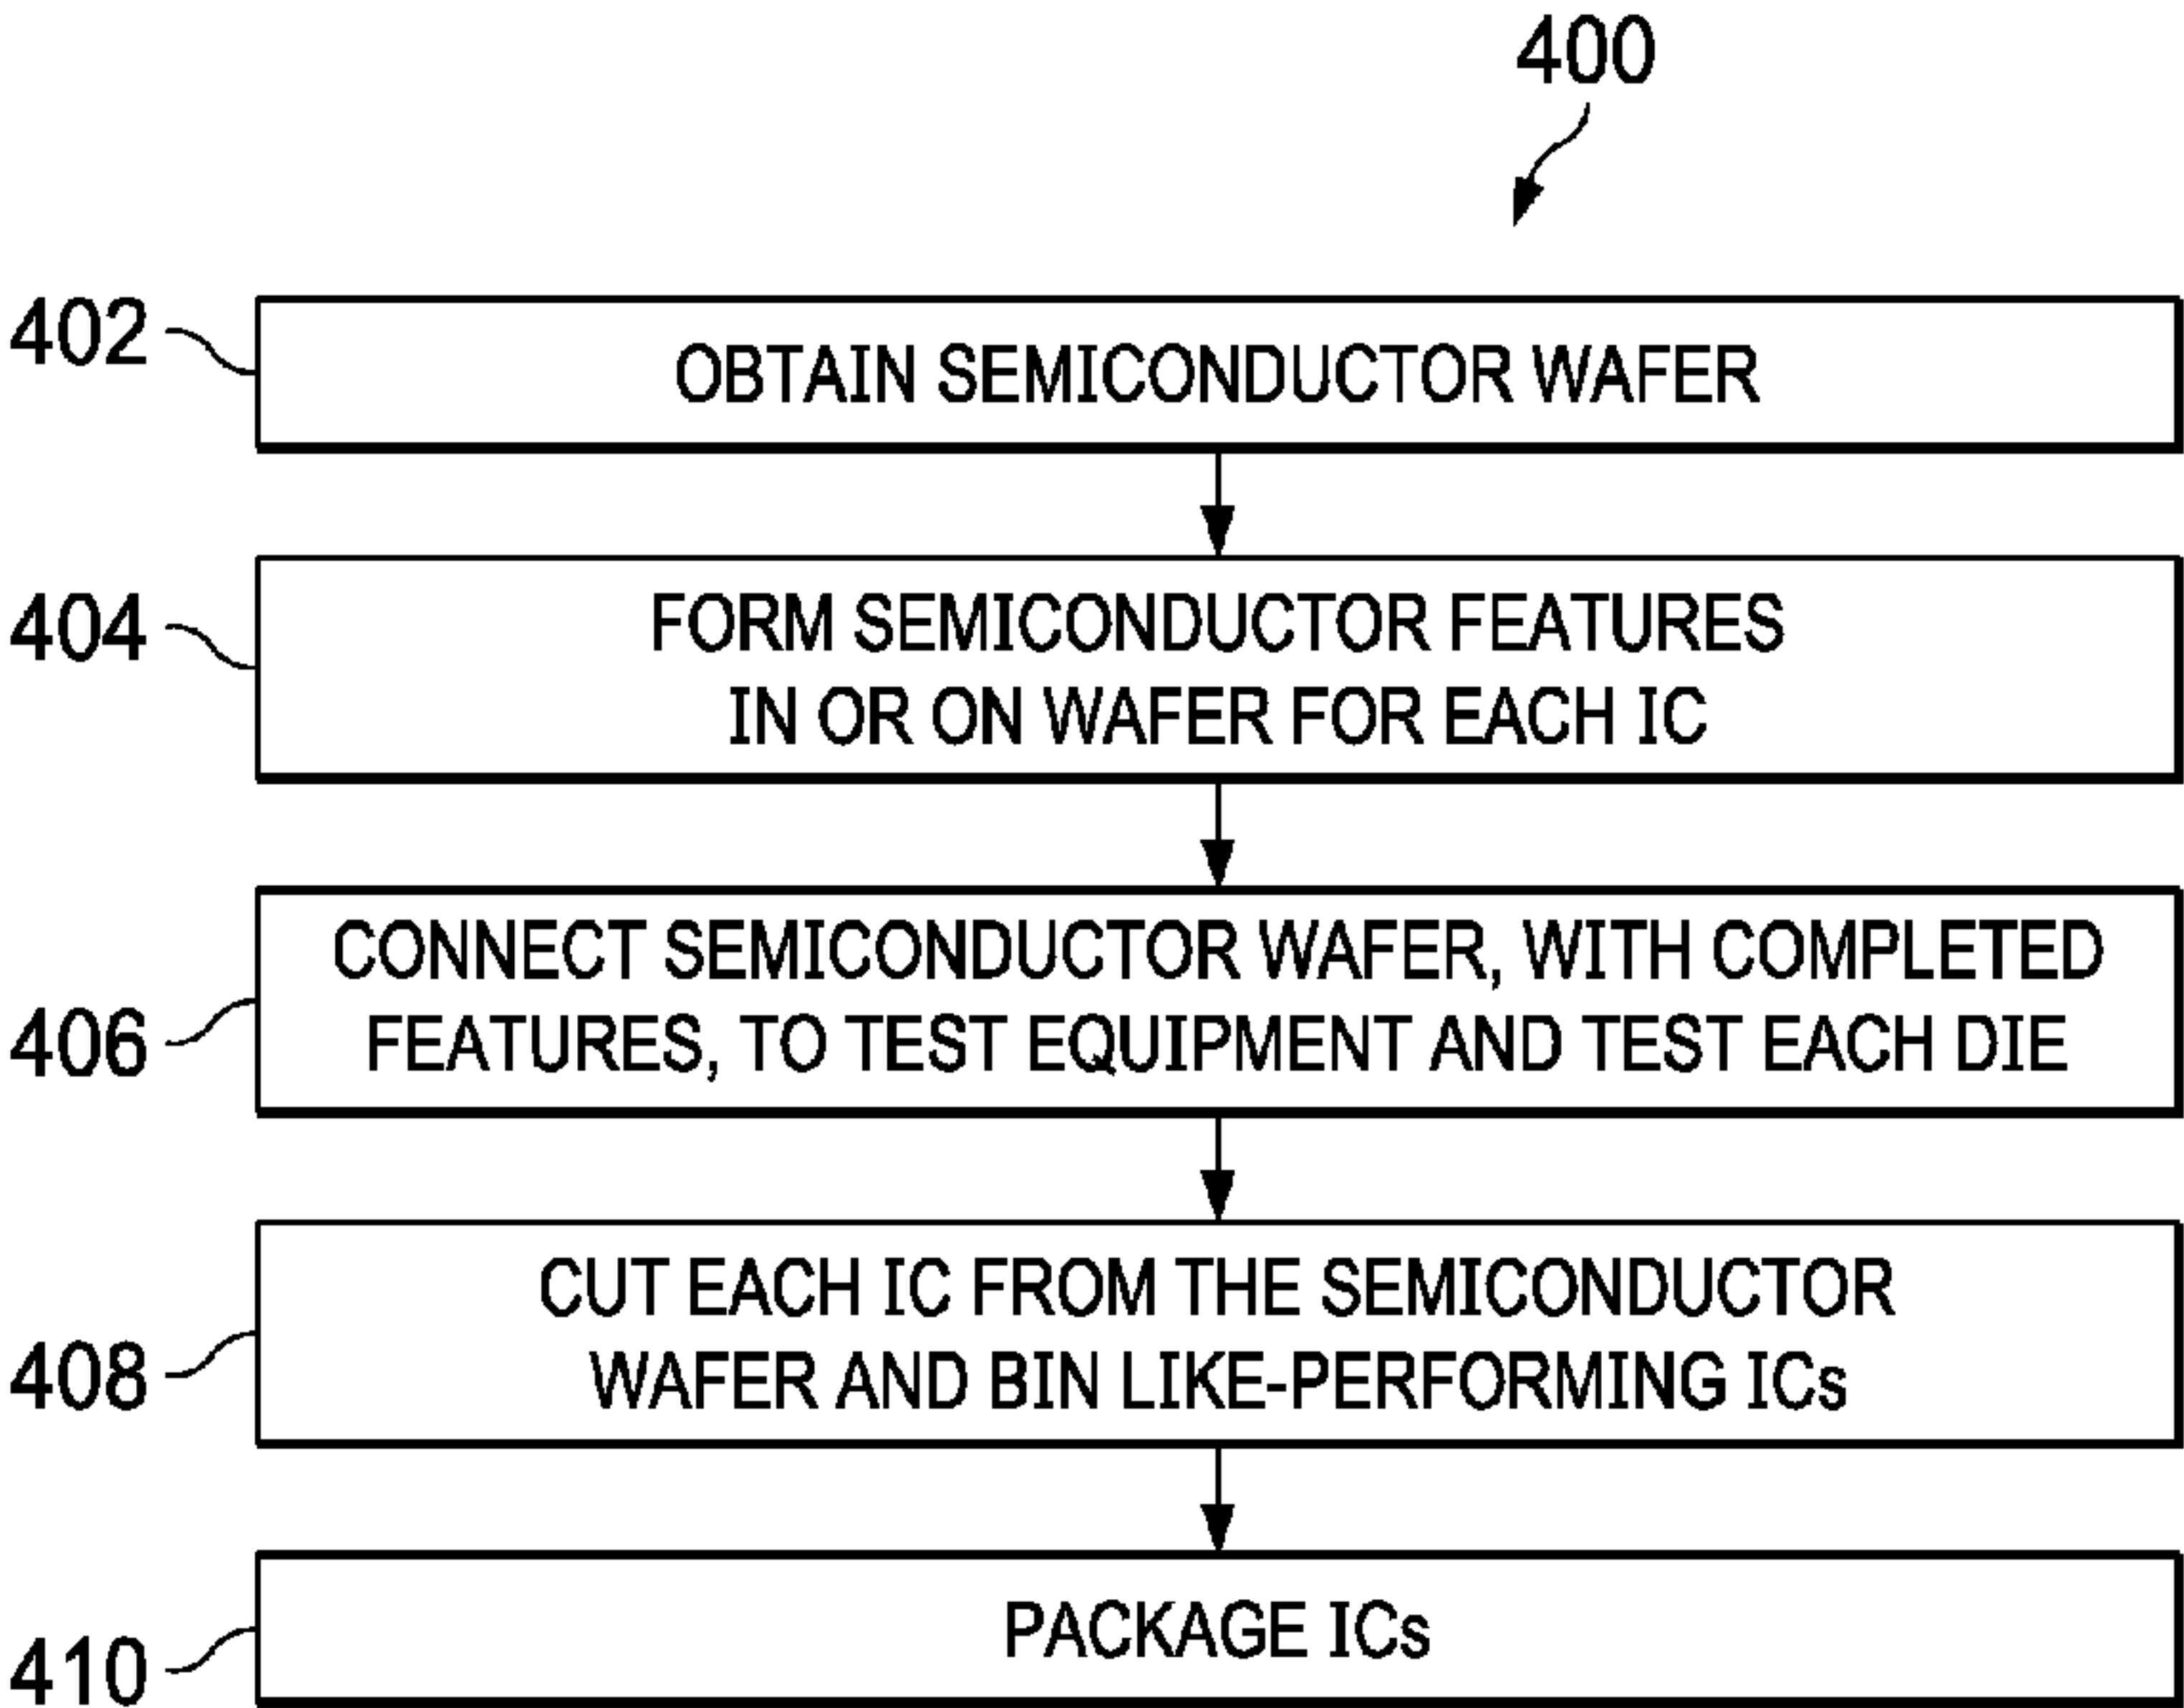 400
402
OBTAIN SEMICONDUCTOR WAFER
404
FORM SEMICONDUCTOR FEATURES
IN OR ON WAFER FOR EACH IC
406
CONNECT SEMICONDUCTOR WAFER, WITH COMPLETED
FEATURES, TO TEST EQUIPMENT AND TEST EACH DIE
408
CUT EACH IC FROM THE SEMICONDUCTOR
WAFER AND BIN LIKE-PERFORMING ICs
410
PACKAGE ICs